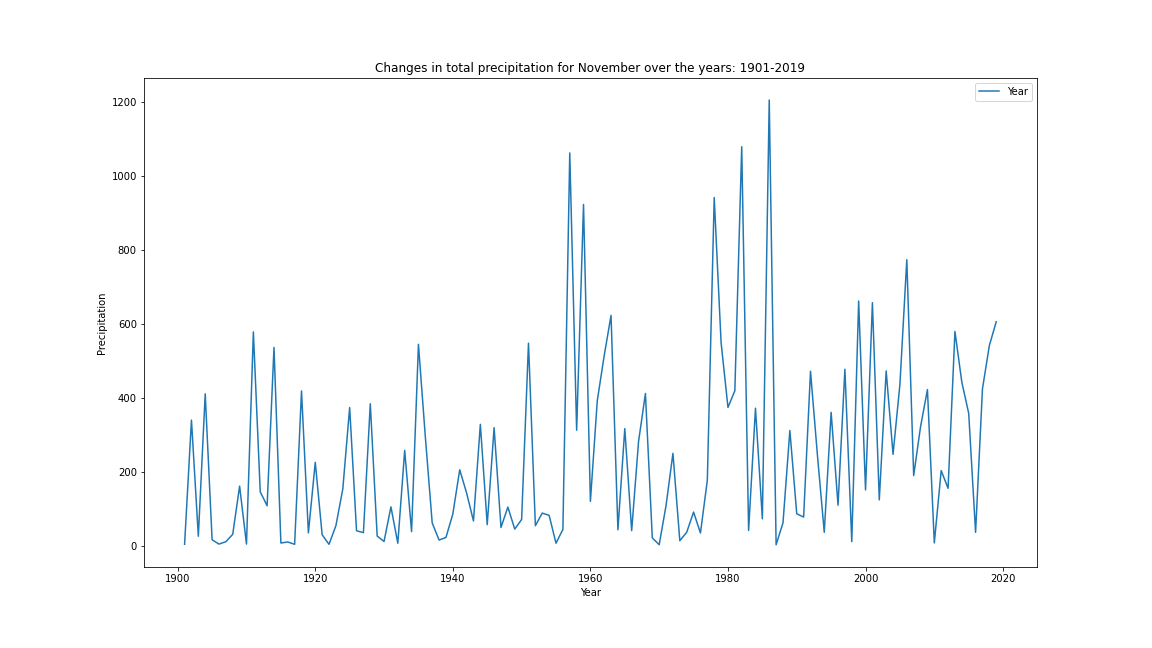 Changes in total precipitation for November over the years: 1901-2019
Year
1200
1000
800
600
400
200
0
Precipitation
1900 1920 1940 1960 1980 2000 2020
Year